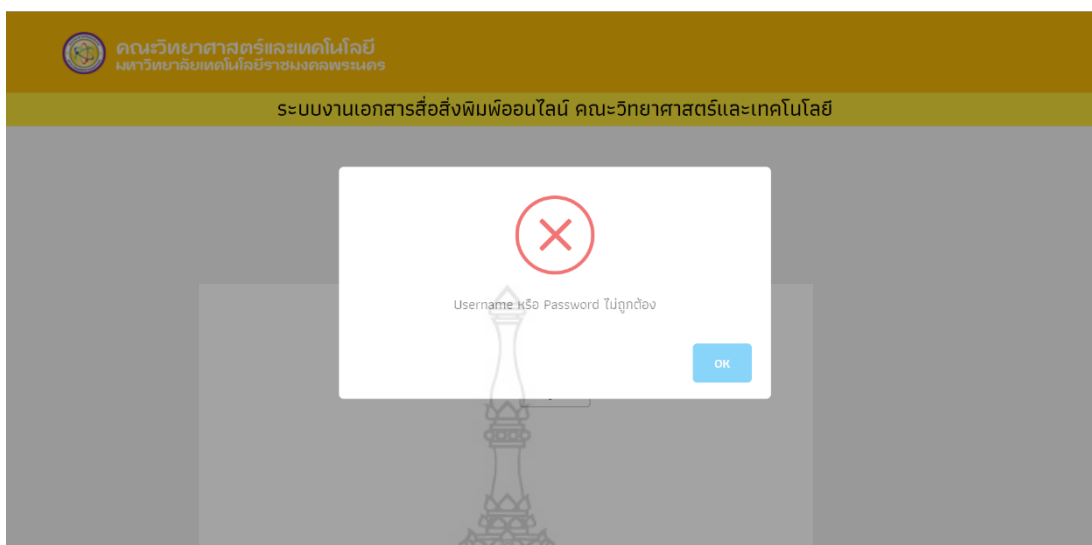 คณะวิทยาศาสตร์และเทคโนโลยี
มหาวิทยาลัยเทคโนโลยีราชมงคลพระนคร
ระบบงานเอกสารสื่อสิ่งพิมพ์ออนไลน์ คณะวิทยาศาสตร์และเทคโนโลยี
Username หรือ Password ไม่ถูกต้อง
OK